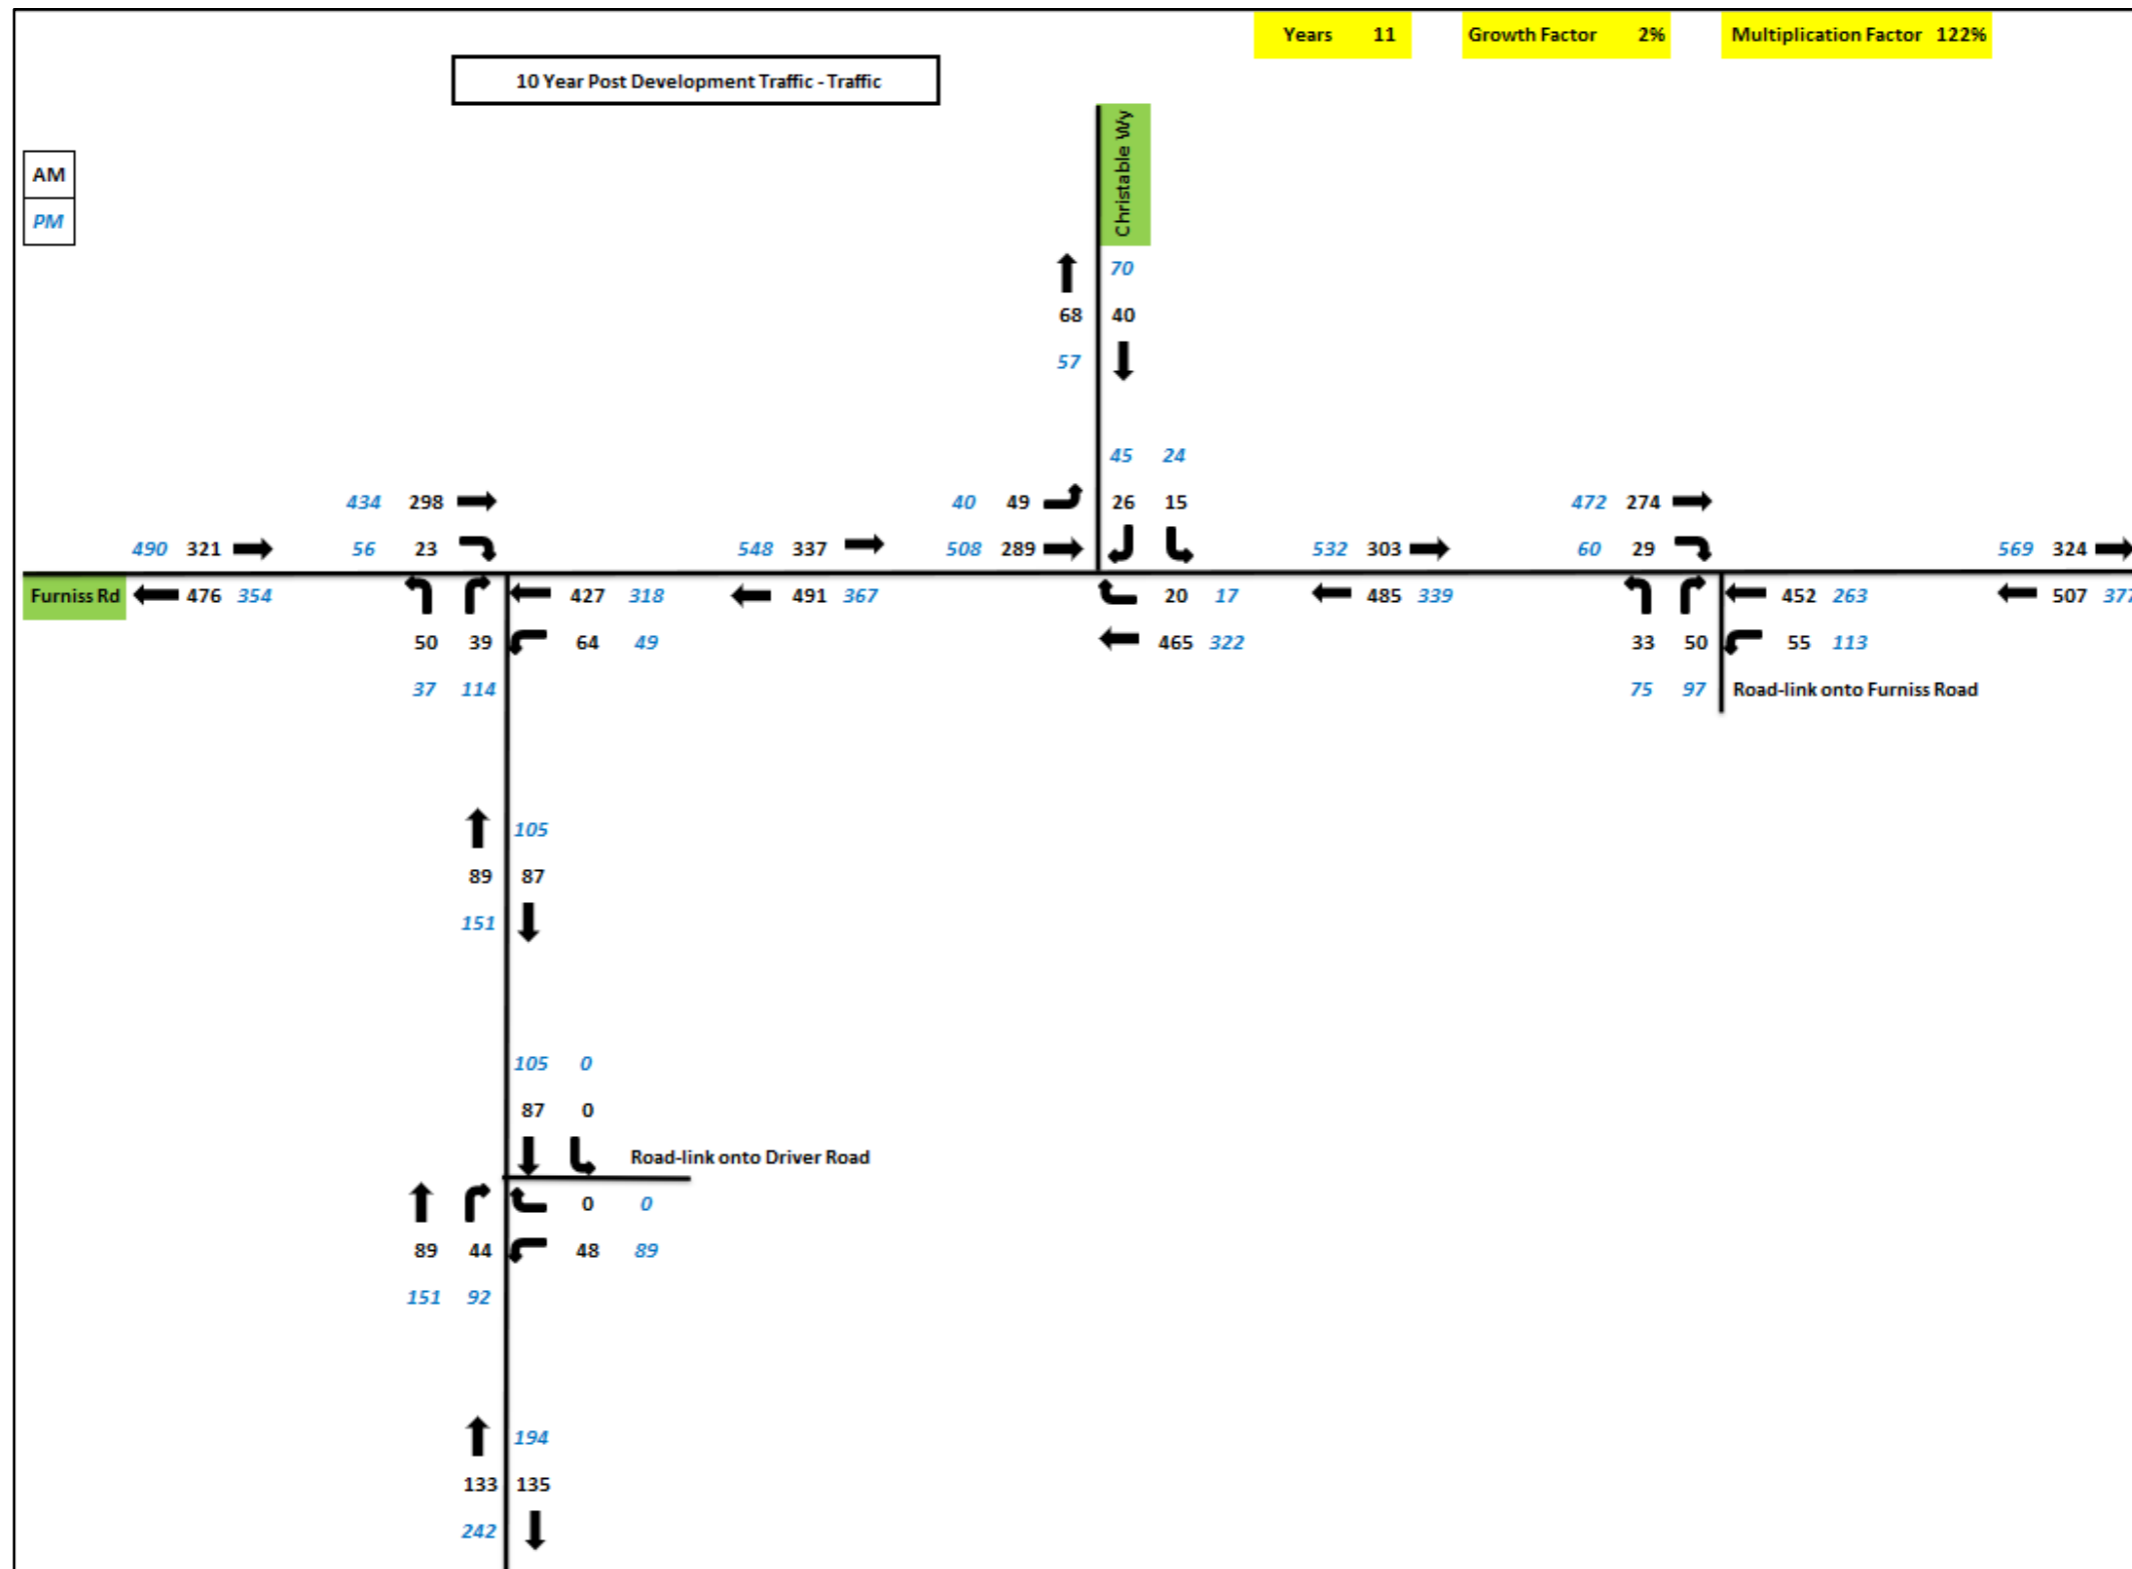 Years 11 Growth Factor 2% Multiplication Factor 122%
10 Year Post Development Traffic - Traffic
Christable Wy
AM
PM
70
68 40
57
45 24
434 298 40 49 26 15 472 274
490 321 56 23 548 337 508 289 532 303 60 29 569 324
Furniss Rd 476 354 427 318 491 367 20 17 485 339 452 263 507 377
50 39 64 49 465 322 33 50 55 113
37 114 75 97 Road-link onto Furniss Road
105
89 87
151
105 0
87 0
Road-link onto Driver Road
0 0
89 44 48 89
151 92
194
133 135
242